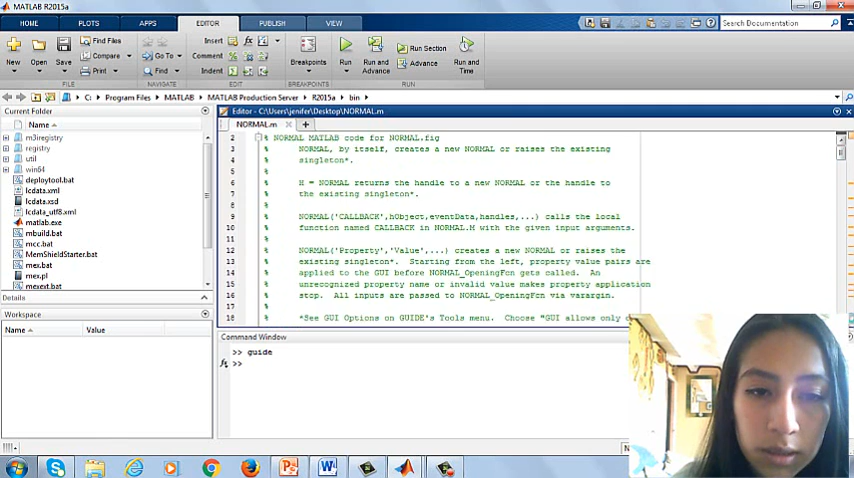 MATLAB R2015a
HOME PLOTS APPS EDITOR PUBLISH VIEW
Search Documentation
New Open Save Find Files Compare Print
Go To Find
Insert fx Comment Indent
Breakpoints Run Run and Advance Run Section Advance Run and Time
FILE NAVIGATE EDIT BREAKPOINTS RUN
C: Program Files MATLAB MATLAB Production Server R2015a bin
Current Folder
Name
m3iregistry
registry
util
win64
deploytool.bat
lcdata.xml
lcdata.xsd
lcdata_utf8.xml
matlab.exe
mbuild.bat
mcc.bat
MemShieldStarter.bat
mex.bat
mex.pl
mexext.bat
Details
Workspace
Name Value
Editor - C:\Users\jenifer\Desktop\NORMAL.m
NORMAL.m
2 % NORMAL MATLAB code for NORMAL.fig
3 % NORMAL, by itself, creates a new NORMAL or raises the existing
4 % singleton*.
5 %
6 % H = NORMAL returns the handle to a new NORMAL or the handle to
7 % the existing singleton*.
8 %
9 % NORMAL('CALLBACK',hObject,eventData,handles,...) calls the local
10 % function named CALLBACK in NORMAL.M with the given input arguments.
11 %
12 % NORMAL('Property','Value',...) creates a new NORMAL or raises the
13 % existing singleton*. Starting from the left, property value pairs are
14 % applied to the GUI before NORMAL_OpeningFcn gets called. An
15 % unrecognized property name or invalid value makes property application
16 % stop. All inputs are passed to NORMAL_OpeningFcn via varargin.
17 %
18 % *See GUI Options on GUIDE's Tools menu. Choose "GUI allows only
Command Window
>> guide
fx >>